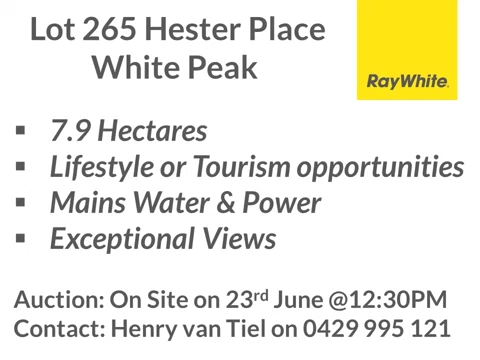 Lot 265 Hester Place
White Peak
RayWhite.
▪ 7.9 Hectares
▪ Lifestyle or Tourism opportunities
▪ Mains Water & Power
▪ Exceptional Views
Auction: On Site on 23rd June @12:30PM
Contact: Henry van Tiel on 0429 995 121